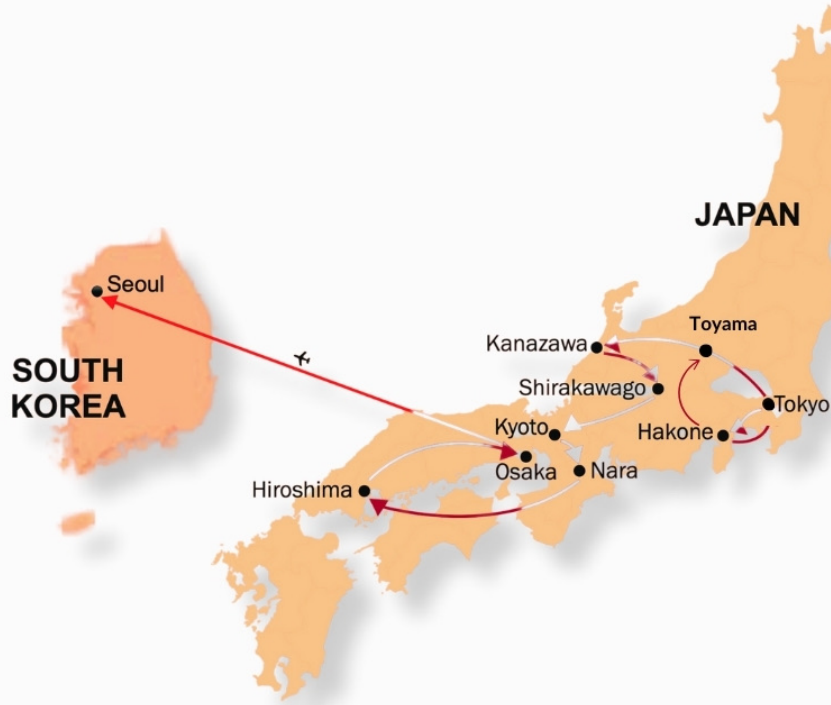 JAPAN
Seoul
Toyama
Kanazawa
SOUTH
KOREA
Shirakawago
Tokyo
Kyoto
Hakone
Osaka
Nara
Hiroshima